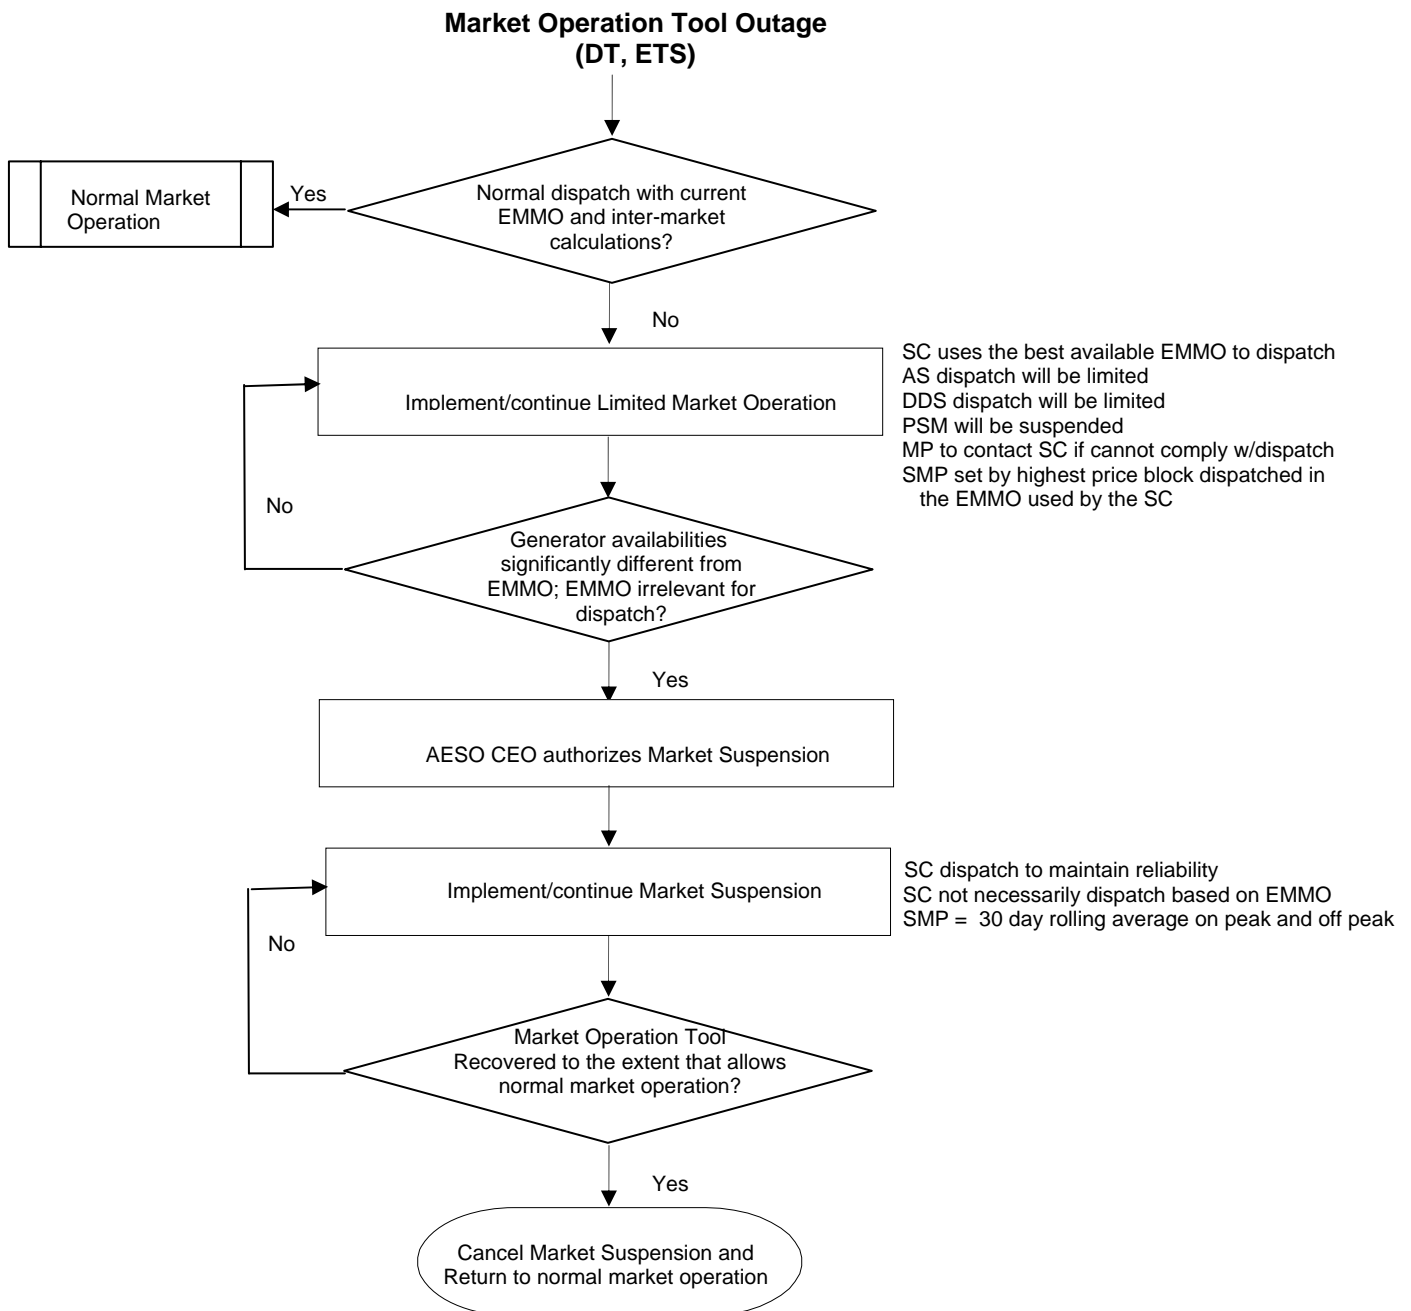 Market Operation Tool Outage
(DT, ETS)
Normal dispatch with current
EMMO and inter-market
calculations?
Yes
Normal Market
Operation
No
Implement/continue Limited Market Operation
SC uses the best available EMMO to dispatch
AS dispatch will be limited
DDS dispatch will be limited
PSM will be suspended
MP to contact SC if cannot comply w/dispatch
SMP set by highest price block dispatched in
the EMMO used by the SC
No
Generator availabilities
significantly different from
EMMO; EMMO irrelevant for
dispatch?
Yes
AESO CEO authorizes Market Suspension
Implement/continue Market Suspension
SC dispatch to maintain reliability
SC not necessarily dispatch based on EMMO
SMP = 30 day rolling average on peak and off peak
No
Market Operation Tool
Recovered to the extent that allows
normal market operation?
Yes
Cancel Market Suspension and
Return to normal market operation